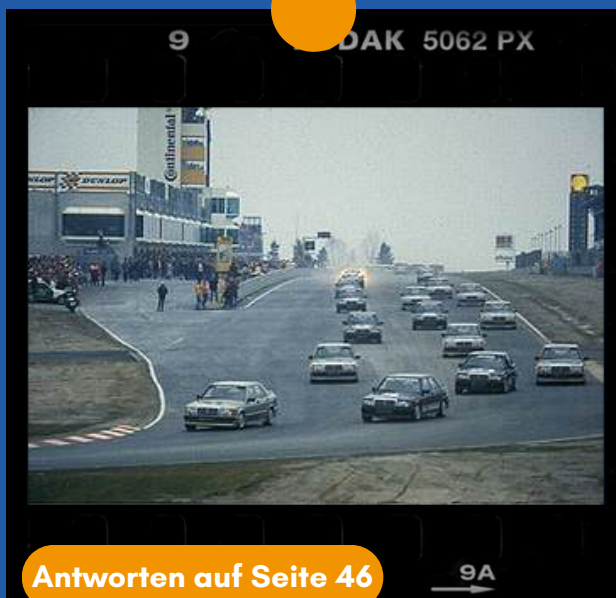 9 DAK 5062 PX
Continental
DUNLOP
Antworten auf Seite 46
9A